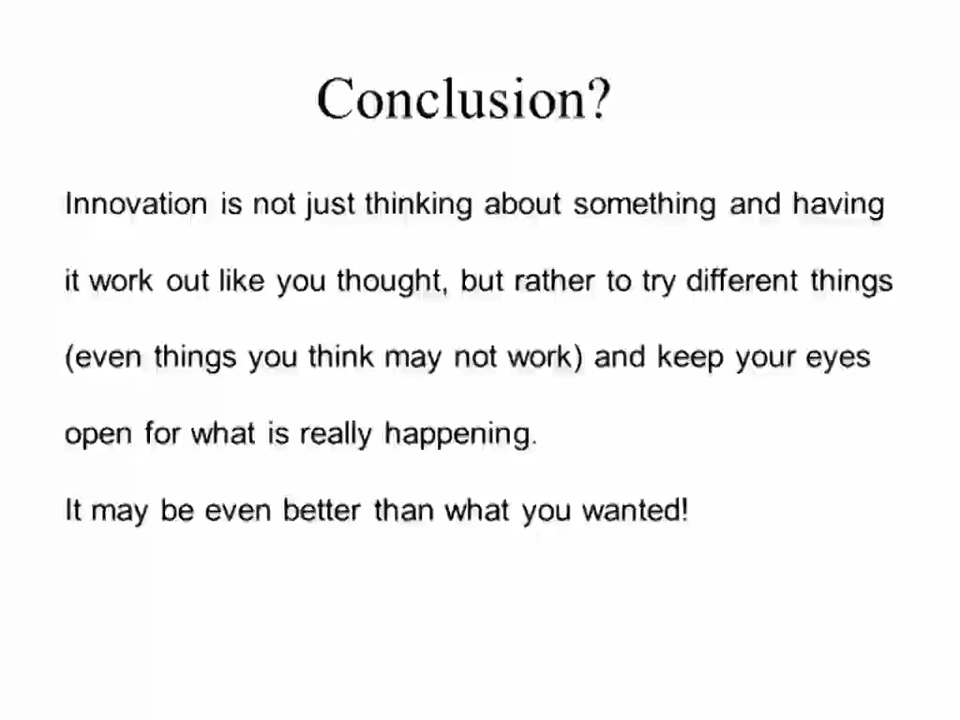 Conclusion?
Innovation is not just thinking about something and having
it work out like you thought, but rather to try different things
(even things you think may not work) and keep your eyes
open for what is really happening.
It may be even better than what you wanted!